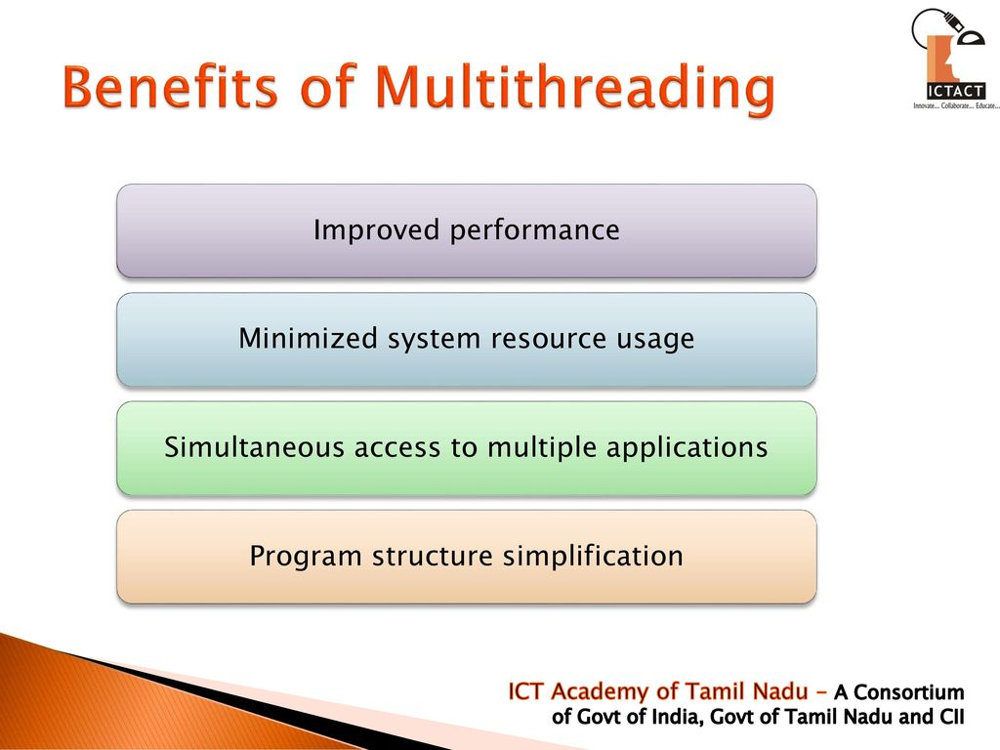 Benefits of Multithreading
ICTACT
Innovate... Collaborate... Educate...
Improved performance
Minimized system resource usage
Simultaneous access to multiple applications
Program structure simplification
ICT Academy of Tamil Nadu – A Consortium
of Govt of India, Govt of Tamil Nadu and CII